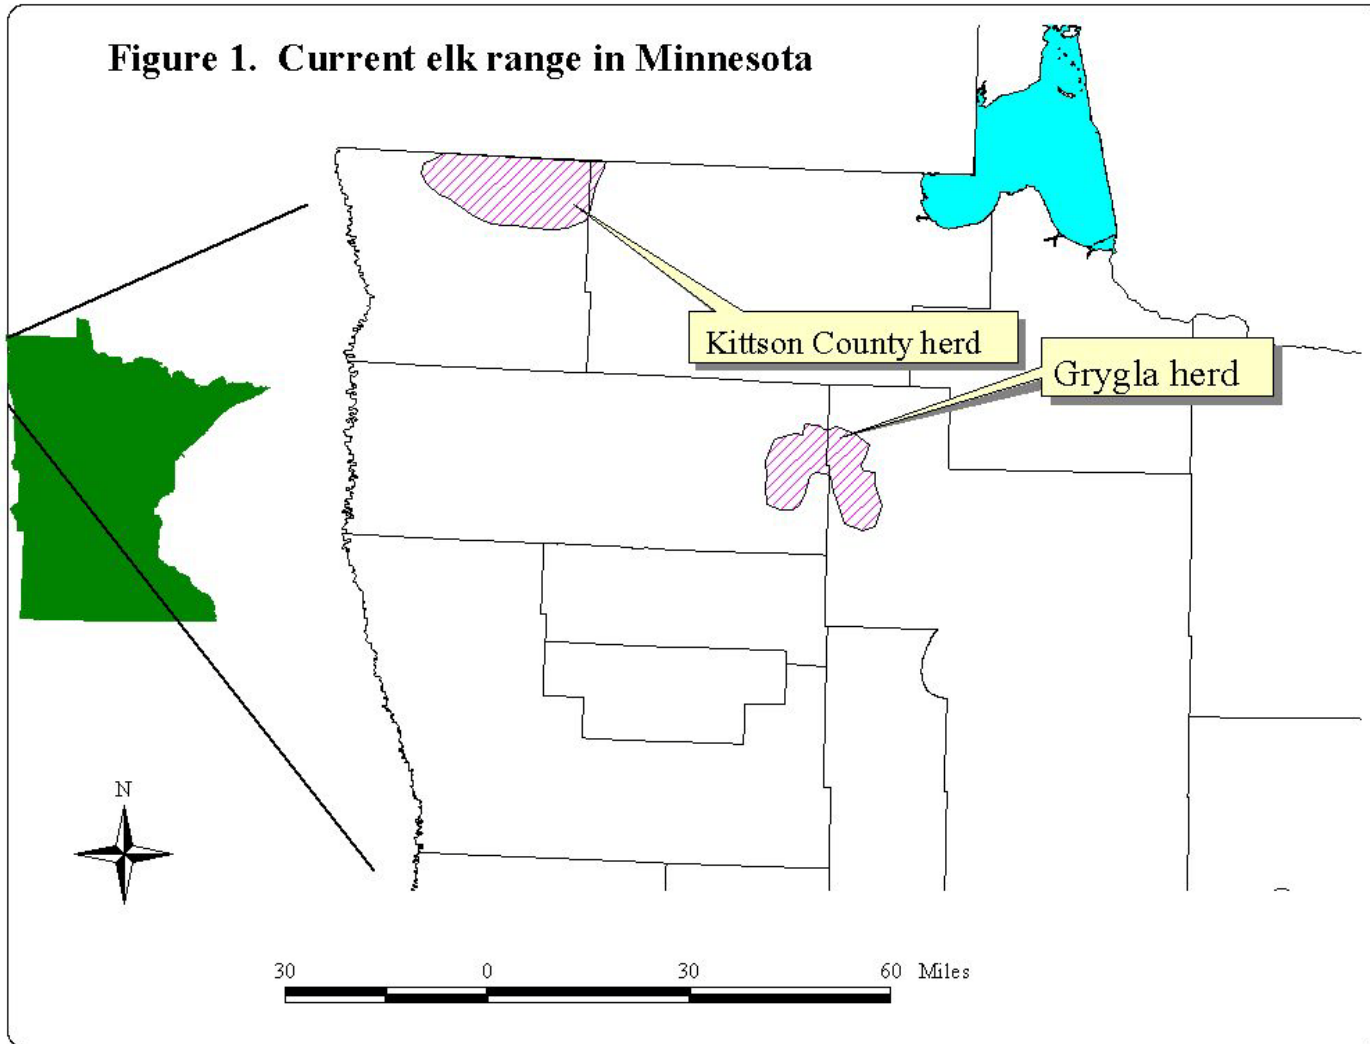 Figure 1. Current elk range in Minnesota
Kittson County herd
Grygla herd
N
30 0 30 60 Miles